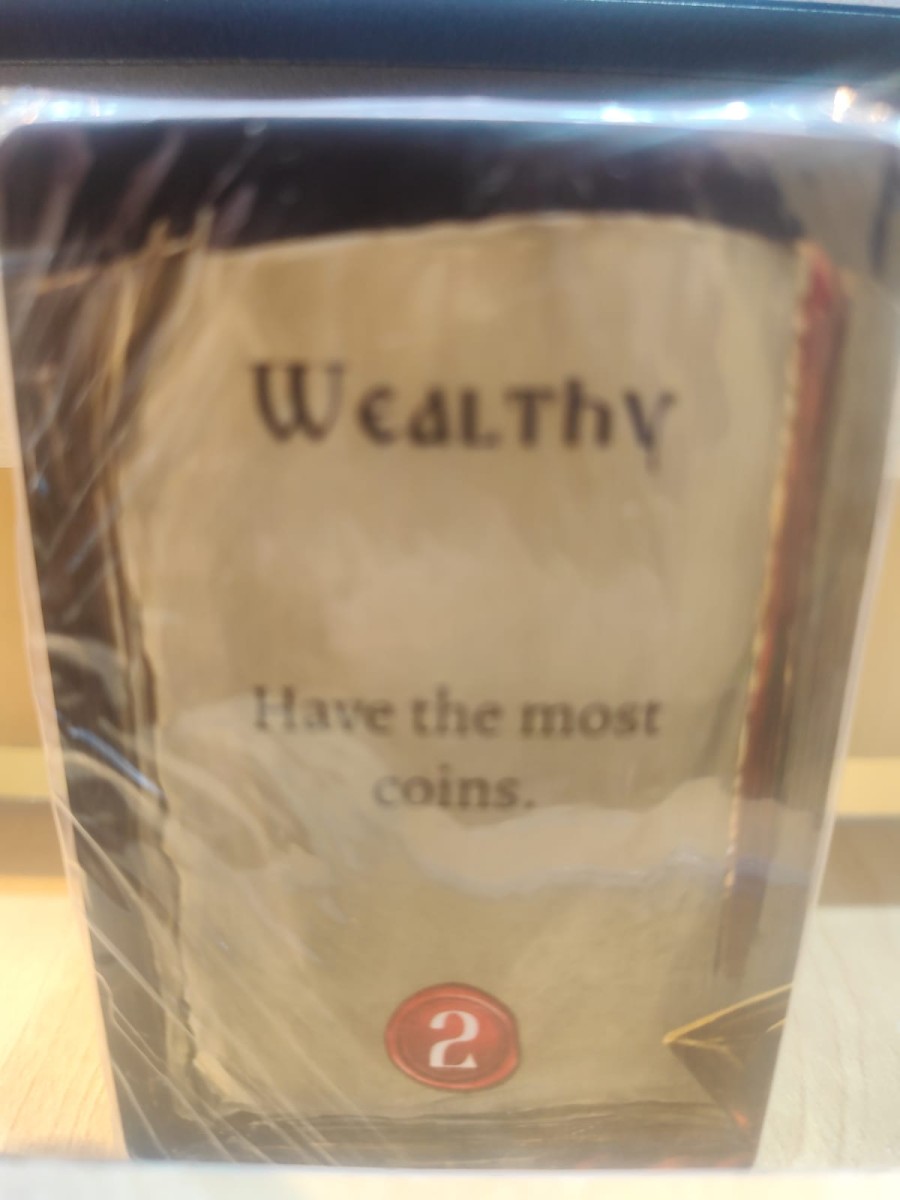 Wealthy
Have the most
coins.
2